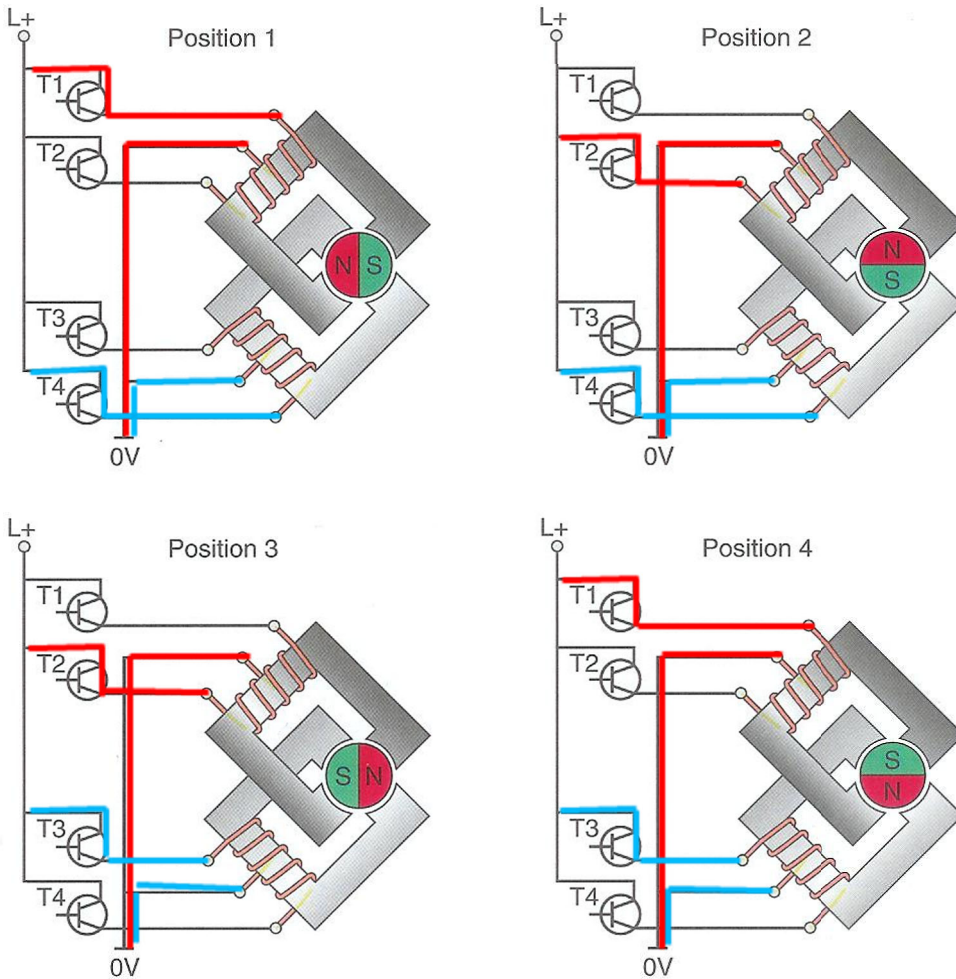 L+
Position 1
T1
T2
N S
T3
T4
0V
L+
Position 2
T1
T2
N
S
T3
T4
0V
L+
Position 3
T1
T2
S N
T3
T4
0V
L+
Position 4
T1
T2
S
N
T3
T4
0V